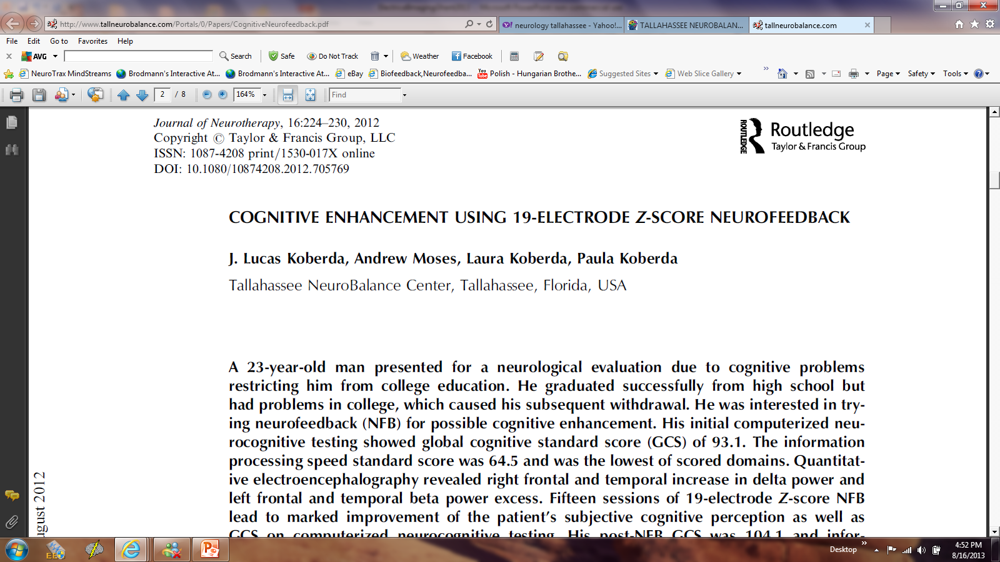 http://www.tallneurobalance.com/Portals/0/Papers/CognitiveNeurofeedback.pdf
neurology tallahassee - Yahoo!...
TALLAHASSEE NEUROBALAN...
tallneurobalance.com
File Edit Go to Favorites Help
AVG Search Safe Do Not Track Weather Facebook
NeuroTrax MindStreams Brodmann's Interactive At... Brodmann's Interactive At... eBay Biofeedback,Neurofeedba... Polish - Hungarian Brothe... Suggested Sites Web Slice Gallery Page Safety Tools
2 / 8 164% Find
Journal of Neurotherapy, 16:224–230, 2012
Copyright © Taylor & Francis Group, LLC
ISSN: 1087-4208 print/1530-017X online
DOI: 10.1080/10874208.2012.705769
ROUTLEDGE
Routledge
Taylor & Francis Group
COGNITIVE ENHANCEMENT USING 19-ELECTRODE Z-SCORE NEUROFEEDBACK
J. Lucas Koberda, Andrew Moses, Laura Koberda, Paula Koberda
Tallahassee NeuroBalance Center, Tallahassee, Florida, USA
A 23-year-old man presented for a neurological evaluation due to cognitive problems
restricting him from college education. He graduated successfully from high school but
had problems in college, which caused his subsequent withdrawal. He was interested in try-
ing neurofeedback (NFB) for possible cognitive enhancement. His initial computerized neu-
rocognitive testing showed global cognitive standard score (GCS) of 93.1. The information
processing speed standard score was 64.5 and was the lowest of scored domains. Quantitat-
ive electroencephalography revealed right frontal and temporal increase in delta power and
left frontal and temporal beta power excess. Fifteen sessions of 19-electrode Z-score NFB
lead to marked improvement of the patient's subjective cognitive perception as well as
GCS on computerized neurocognitive testing. His post-NFB GCS was 104.1 and infor-
ugust 2012
Desktop
4:52 PM
8/16/2013